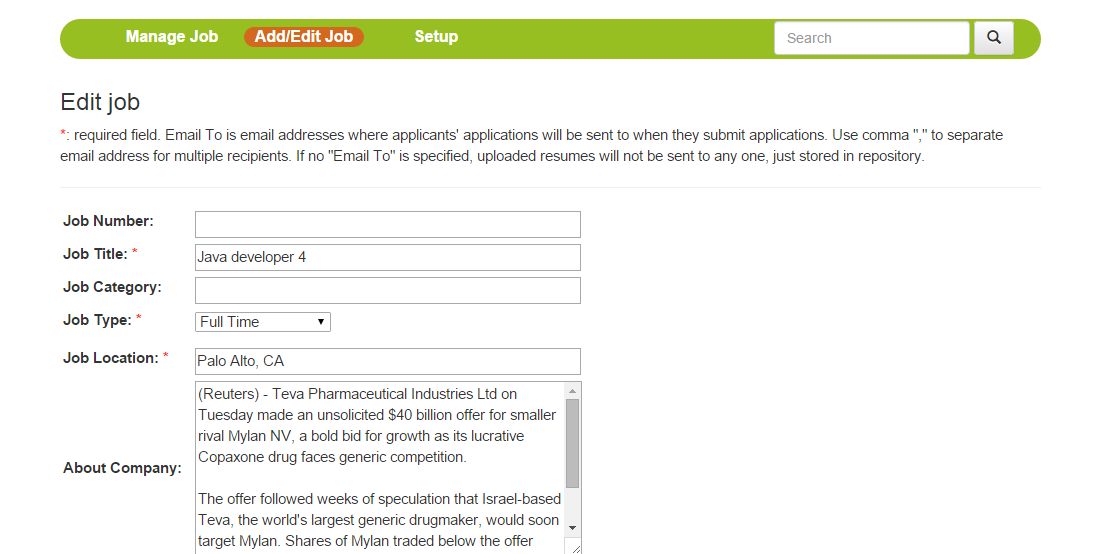 Manage Job Add/Edit Job Setup Search
Edit job
*: required field. Email To is email addresses where applicants' applications will be sent to when they submit applications. Use comma "," to separate
email address for multiple recipients. If no "Email To" is specified, uploaded resumes will not be sent to any one, just stored in repository.
Job Number:
Job Title: * Java developer 4
Job Category:
Job Type: * Full Time
Job Location: * Palo Alto, CA
About Company:
(Reuters) - Teva Pharmaceutical Industries Ltd on
Tuesday made an unsolicited $40 billion offer for smaller
rival Mylan NV, a bold bid for growth as its lucrative
Copaxone drug faces generic competition.
The offer followed weeks of speculation that Israel-based
Teva, the world's largest generic drugmaker, would soon
target Mylan. Shares of Mylan traded below the offer